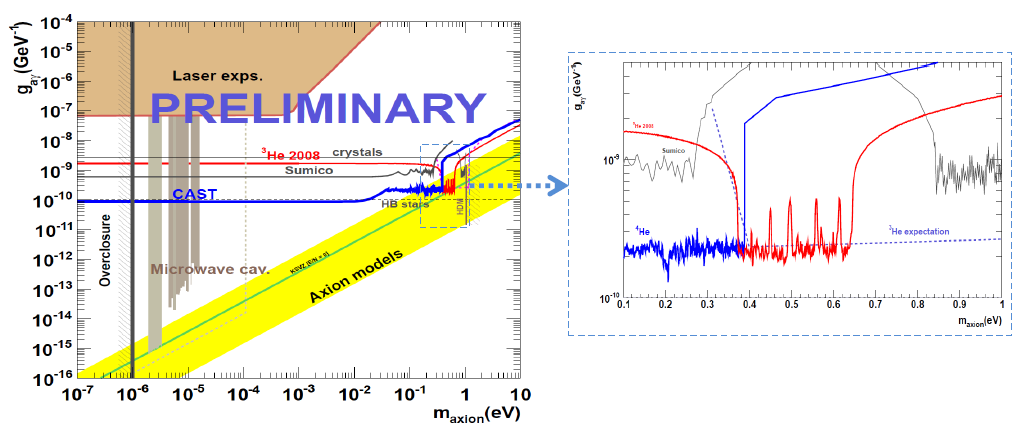 10⁻⁴
10⁻⁵
10⁻⁶
10⁻⁷
10⁻⁸
10⁻⁹
10⁻¹⁰
10⁻¹¹
10⁻¹²
10⁻¹³
10⁻¹⁴
10⁻¹⁵
10⁻¹⁶
g_aγ(GeV⁻¹)
Laser exps.
PRELIMINARY
³He 2008
crystals
Sumico
CAST
HB stars
HDM
Overclosure
Microwave cav.
KSVZ [E/N = 0]
Axion models
10⁻⁷ 10⁻⁶ 10⁻⁵ 10⁻⁴ 10⁻³ 10⁻² 10⁻¹ 1 10
m_axion(eV)
g_aγ(GeV⁻¹)
10⁻⁹
10⁻¹⁰
³He 2008
Sumico
⁴He
³He expectation
0.1 0.2 0.3 0.4 0.5 0.6 0.7 0.8 0.9 1
m_axion(eV)